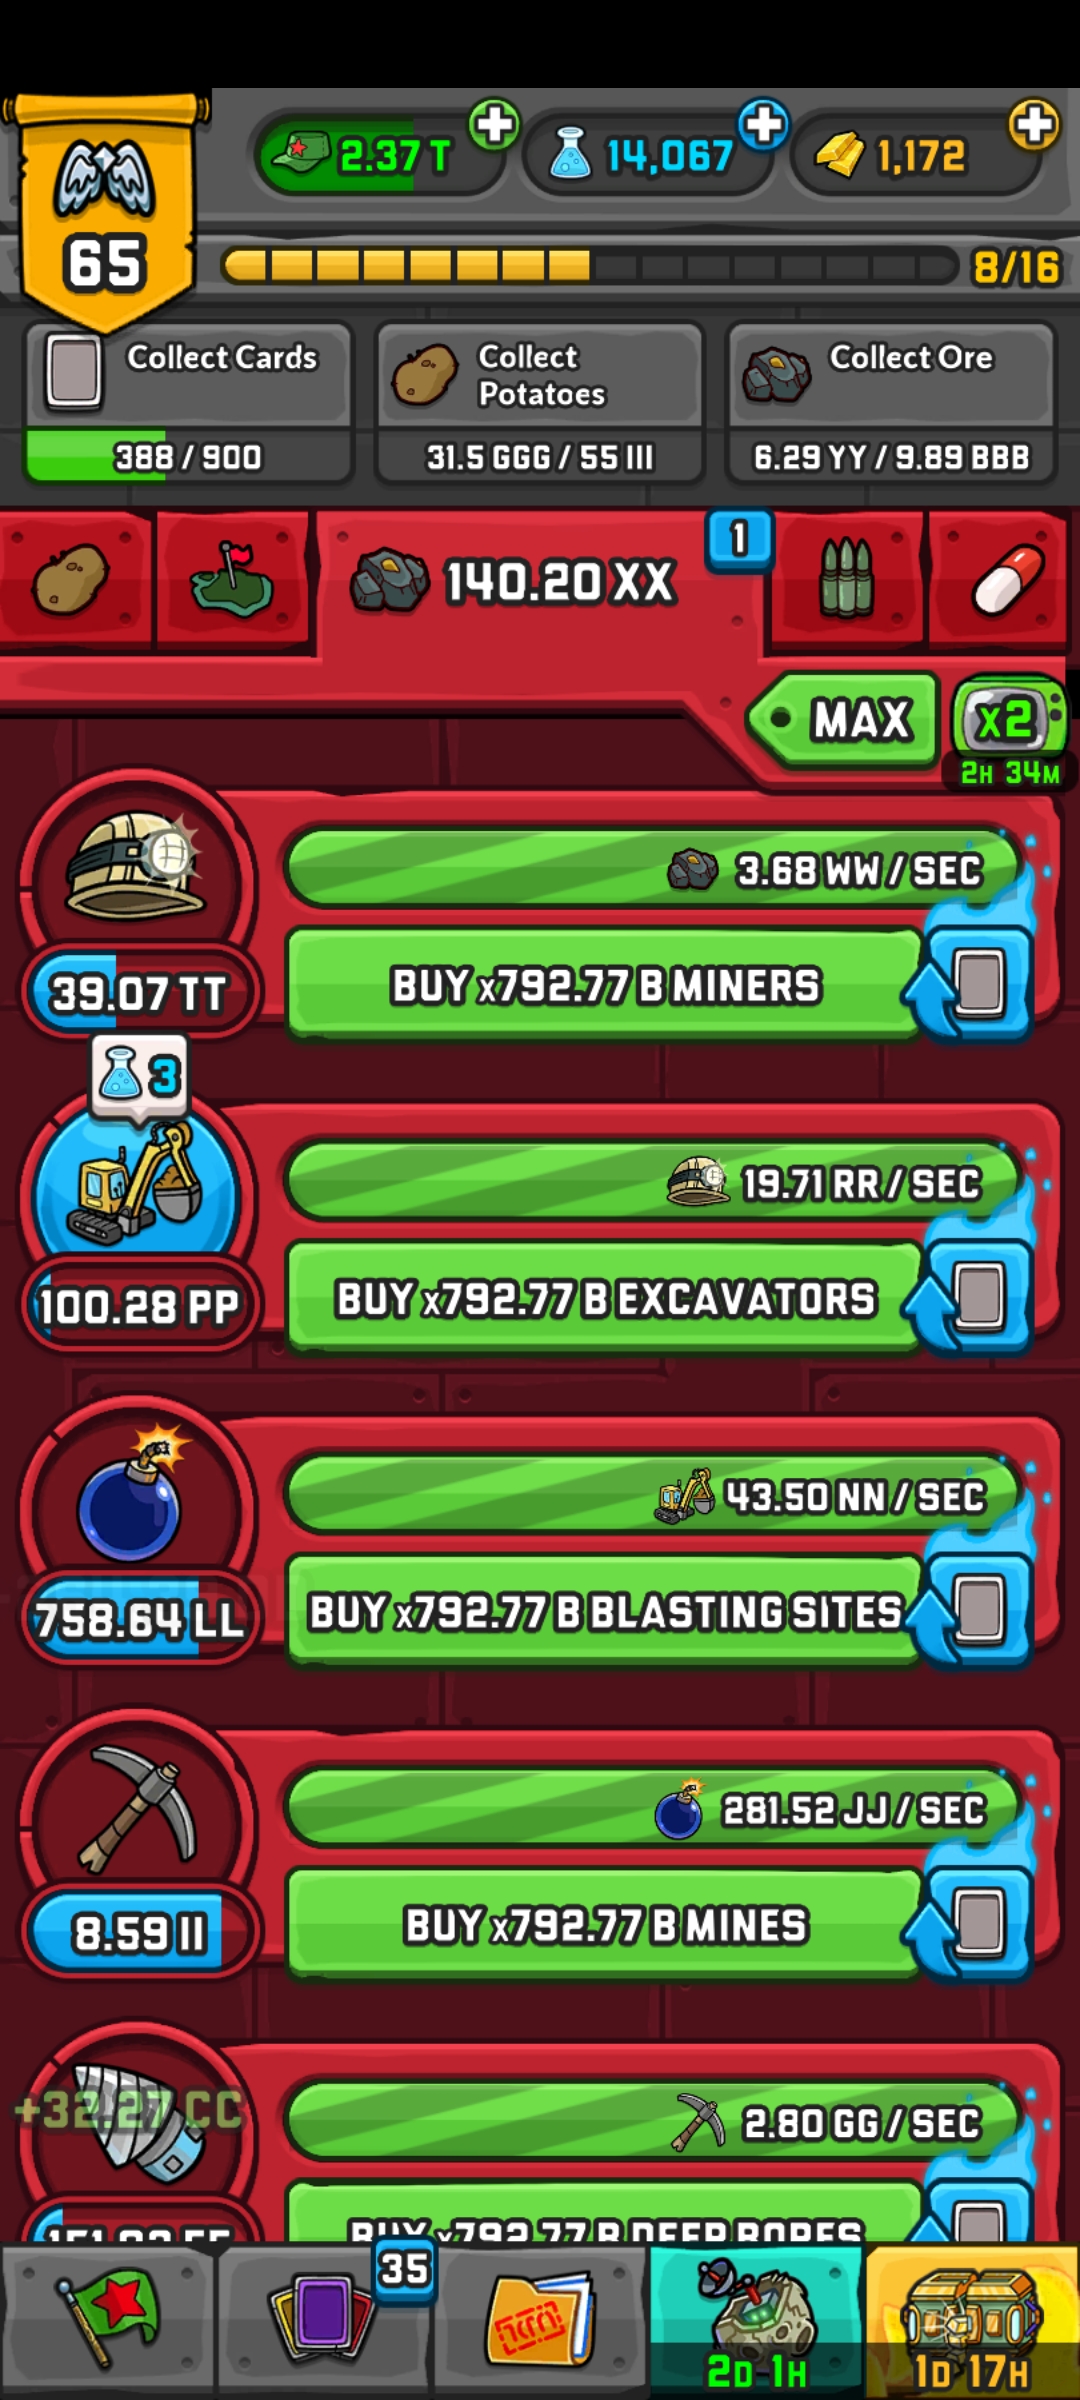 2.37 T
14,067
1,172
65
8/16
Collect Cards
388 / 900
Collect
Potatoes
31.5 GGG / 55 III
Collect Ore
6.29 YY / 9.89 BBB
140.20 XX
1
MAX
x2
2H 34M
3.68 WW / SEC
39.07 TT
BUY x792.77 B MINERS
3
19.71 RR / SEC
100.28 PP
BUY x792.77 B EXCAVATORS
43.50 NN / SEC
758.64 LL
BUY x792.77 B BLASTING SITES
281.52 JJ / SEC
8.59 II
BUY x792.77 B MINES
+32.27 CC
2.80 GG / SEC
BUY x792.77 B DEEP BORES
35
2D 1H
1D 17H